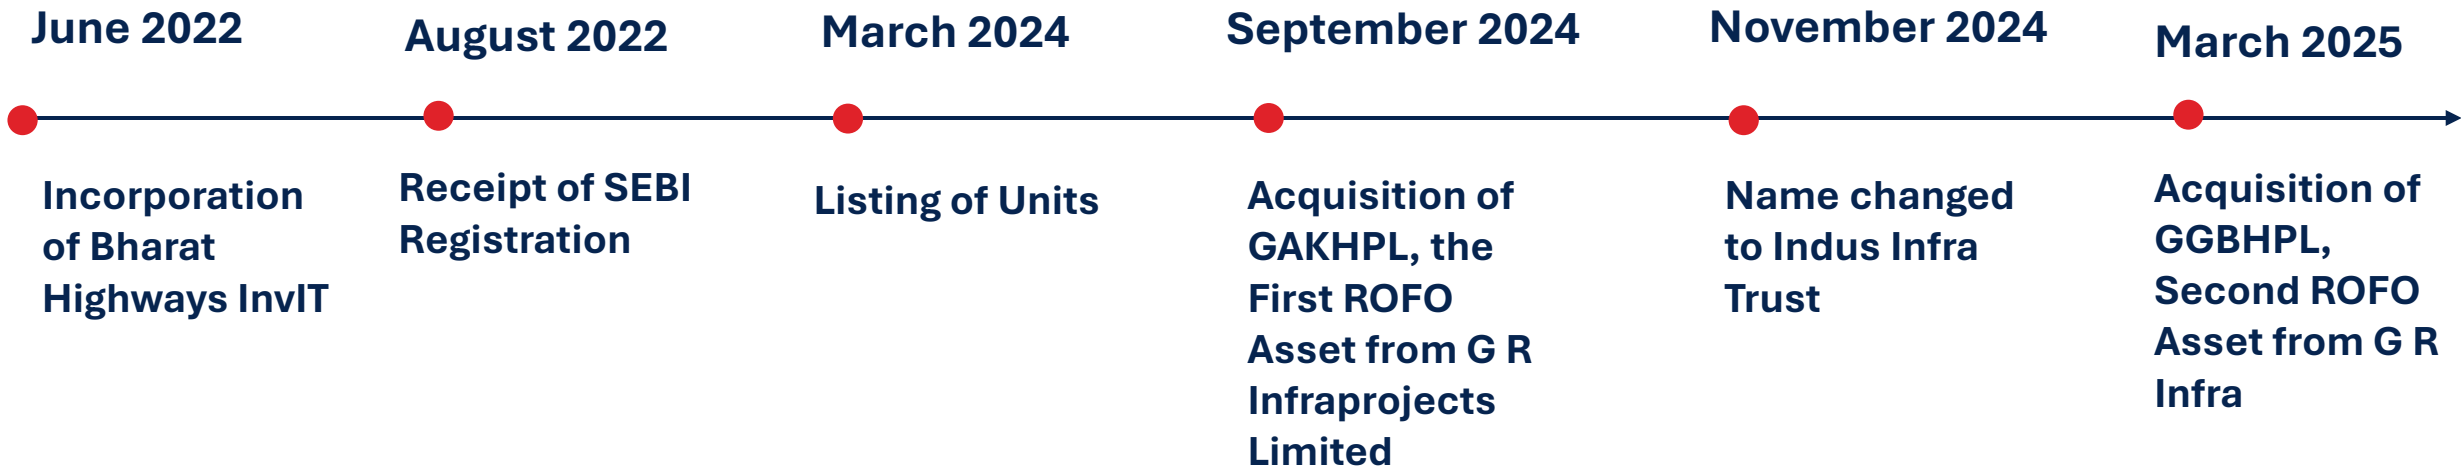 June 2022
Incorporation
of Bharat
Highways InvIT
August 2022
Receipt of SEBI
Registration
March 2024
Listing of Units
September 2024
Acquisition of
GAKHPL, the
First ROFO
Asset from G R
Infraprojects
Limited
November 2024
Name changed
to Indus Infra
Trust
March 2025
Acquisition of
GGBHPL,
Second ROFO
Asset from G R
Infra